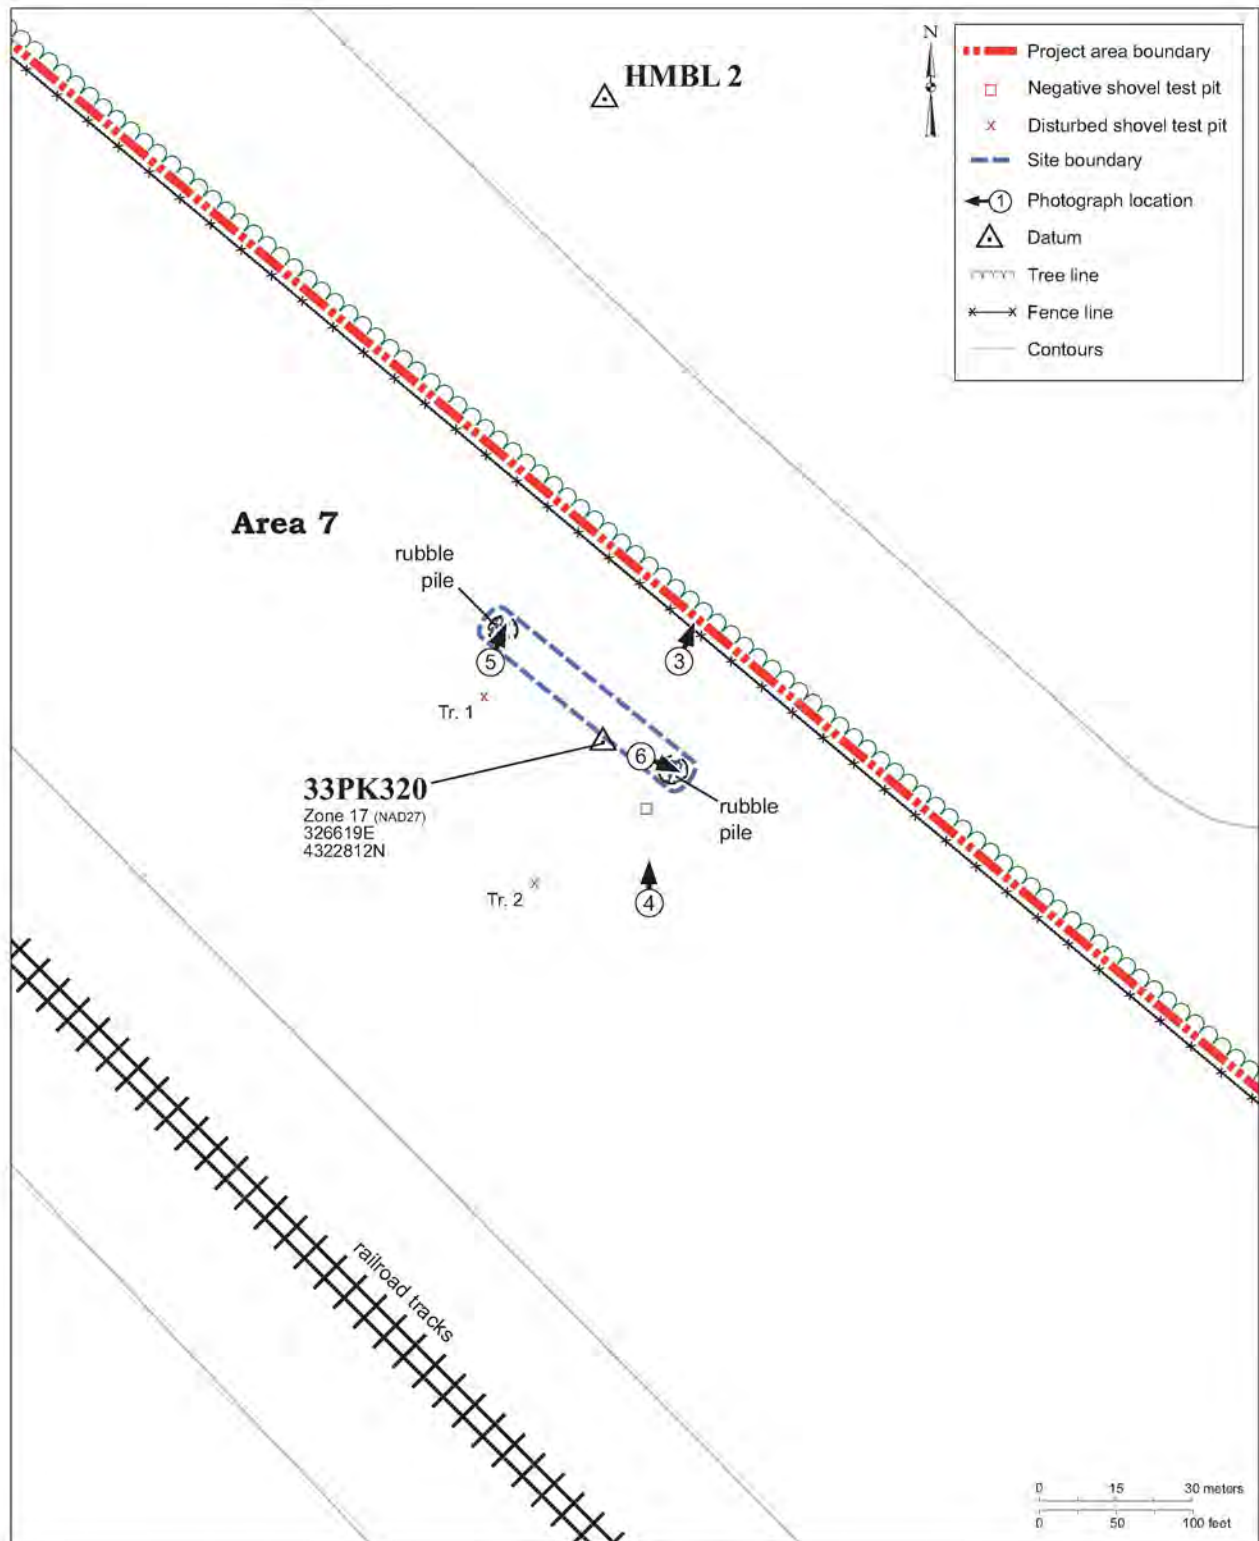 HMBL 2
N
Project area boundary
Negative shovel test pit
Disturbed shovel test pit
Site boundary
1 Photograph location
Datum
Tree line
Fence line
Contours
Area 7
rubble
pile
5
3
Tr. 1
6
33PK320
Zone 17 (NAD27)
326619E
4322812N
rubble
pile
Tr. 2
4
railroad tracks
0 15 30 meters
0 50 100 feet